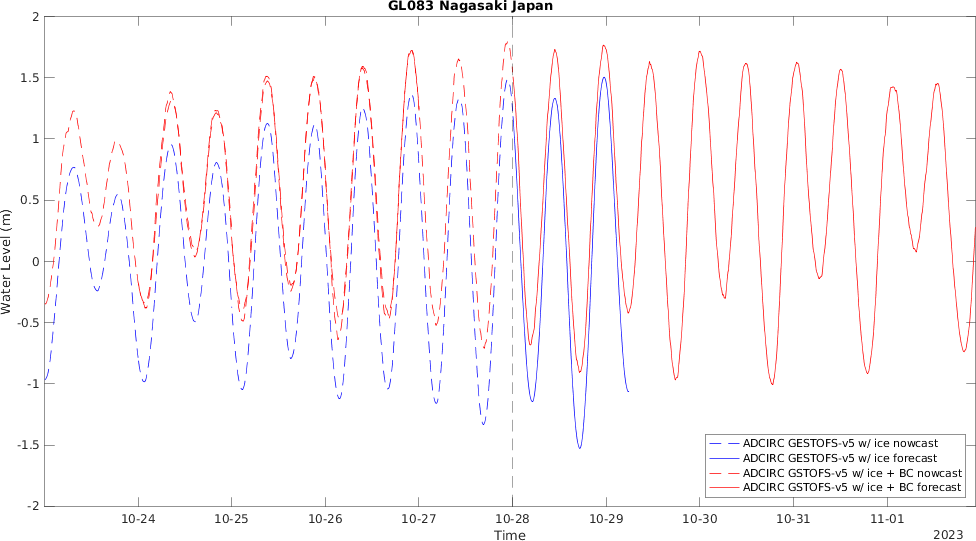 GL083 Nagasaki Japan
2
1.5
1
0.5
0
-0.5
-1
-1.5
-2
Water Level (m)
ADCIRC GESTOFS-v5 w/ ice nowcast
ADCIRC GESTOFS-v5 w/ ice forecast
ADCIRC GSTOFS-v5 w/ ice + BC nowcast
ADCIRC GSTOFS-v5 w/ ice + BC forecast
10-24 10-25 10-26 10-27 10-28 10-29 10-30 10-31 11-01
Time
2023